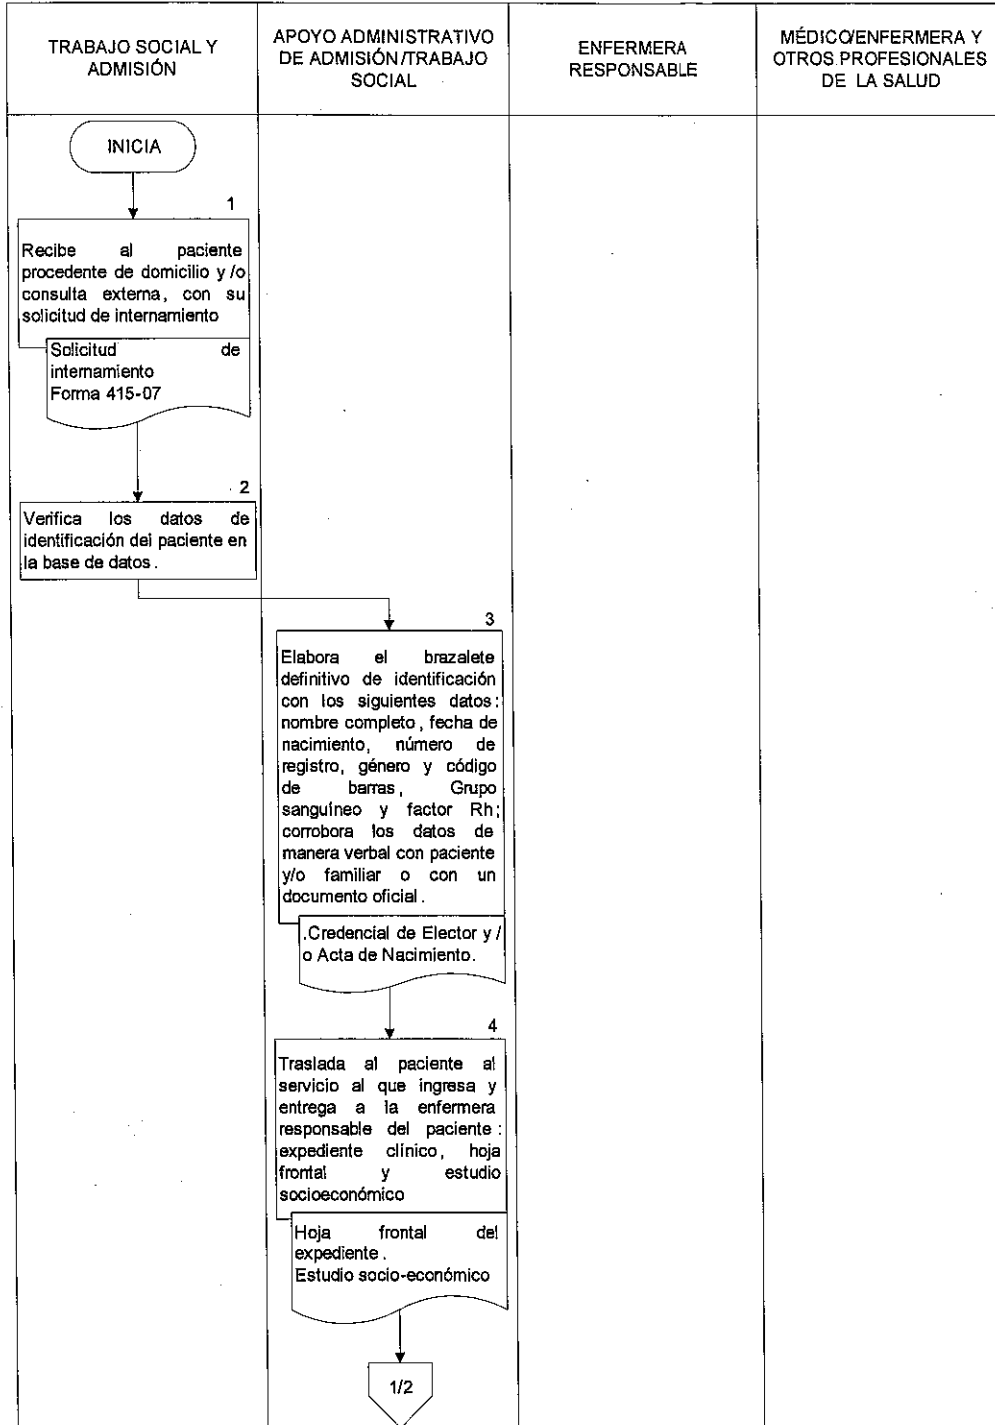 TRABAJO SOCIAL Y
ADMISIÓN
APOYO ADMINISTRATIVO
DE ADMISIÓN/TRABAJO
SOCIAL
ENFERMERA
RESPONSABLE
MÉDICO/ENFERMERA Y
OTROS PROFESIONALES
DE LA SALUD
INICIA
1
Recibe al paciente
procedente de domicilio y /o
consulta externa, con su
solicitud de internamiento
Solicitud de
internamiento
Forma 415-07
2
Verifica los datos de
identificación del paciente en
la base de datos.
3
Elabora el brazalete
definitivo de identificación
con los siguientes datos:
nombre completo, fecha de
nacimiento, número de
registro, género y código
de barras, Grupo
sanguíneo y factor Rh;
corrobora los datos de
manera verbal con paciente
y/o familiar o con un
documento oficial.
.Credencial de Elector y /
o Acta de Nacimiento.
4
Traslada al paciente al
servicio al que ingresa y
entrega a la enfermera
responsable del paciente:
expediente clínico, hoja
frontal y estudio
socioeconómico
Hoja frontal del
expediente.
Estudio socio-económico
1/2